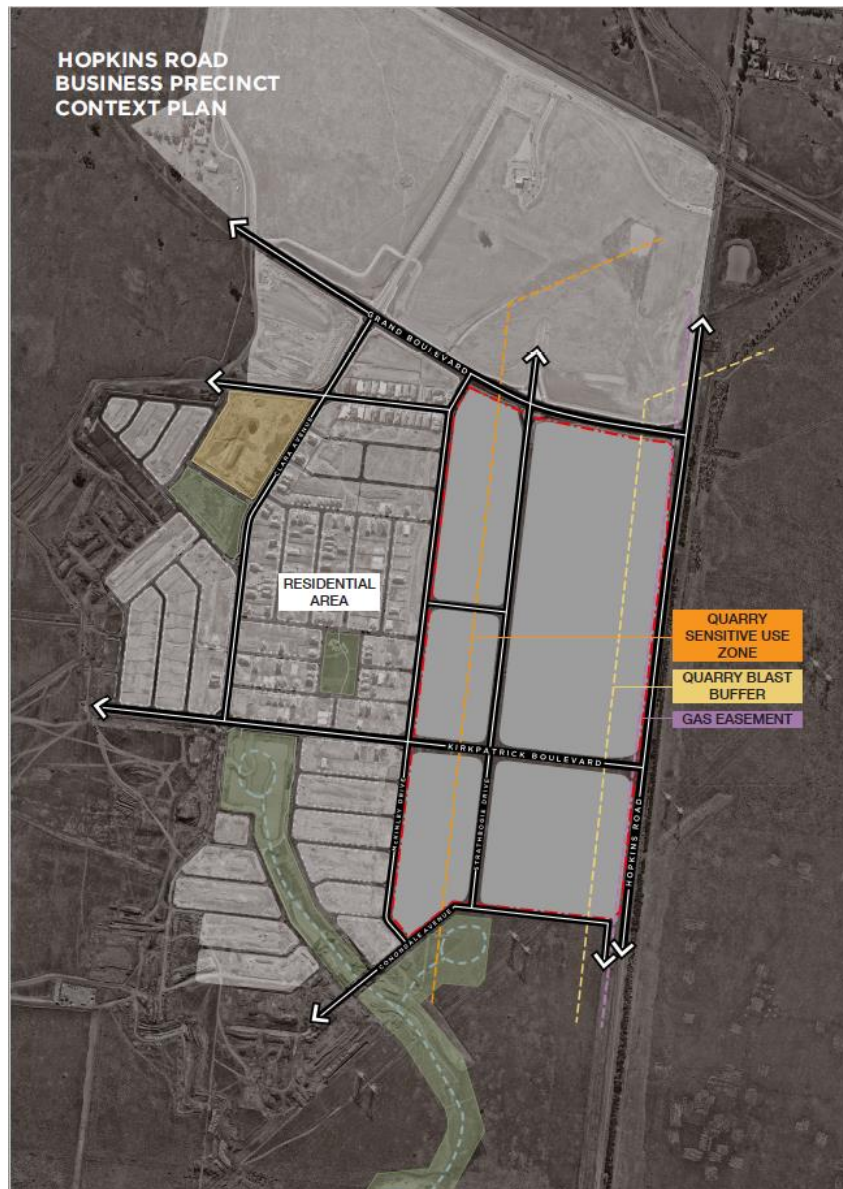 HOPKINS ROAD
BUSINESS PRECINCT
CONTEXT PLAN
GRAND BOULEVARD
CLARA AVENUE
RESIDENTIAL
AREA
QUARRY
SENSITIVE USE
ZONE
QUARRY BLAST
BUFFER
GAS EASEMENT
KIRKPATRICK BOULEVARD
MCKINLEY DRIVE
STRATHBOGIE DRIVE
HOPKINS ROAD
CONONDALE AVENUE